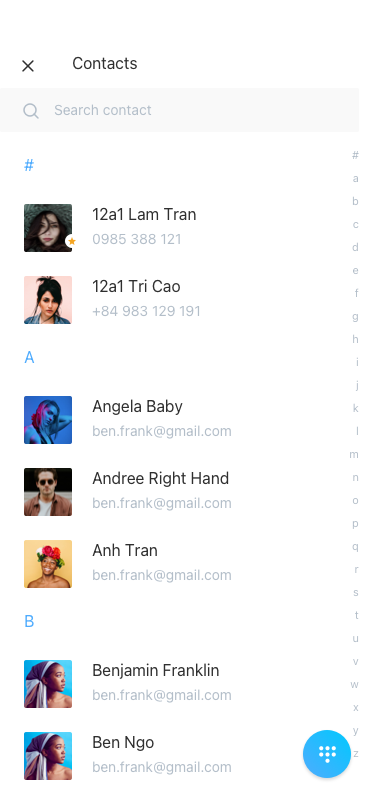 Contacts
Search contact
#
12a1 Lam Tran
0985 388 121
12a1 Tri Cao
+84 983 129 191
A
Angela Baby
ben.frank@gmail.com
Andree Right Hand
ben.frank@gmail.com
Anh Tran
ben.frank@gmail.com
B
Benjamin Franklin
ben.frank@gmail.com
Ben Ngo
ben.frank@gmail.com
#
a
b
c
d
e
f
g
h
i
j
k
l
m
n
o
p
q
r
s
t
u
v
w
x
y
z